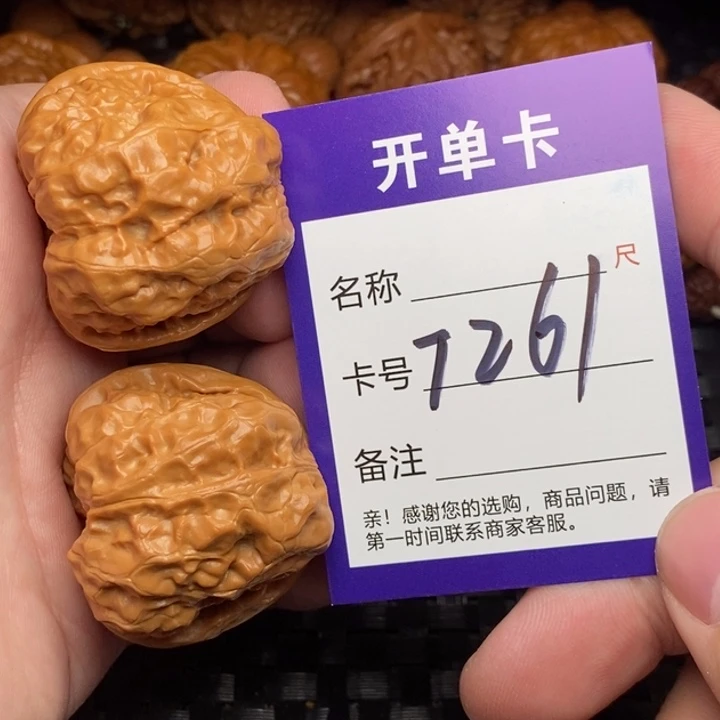 开单卡
名称 尺
卡号 7261
备注
亲！感谢您的选购，商品问题，请
第一时间联系商家客服。